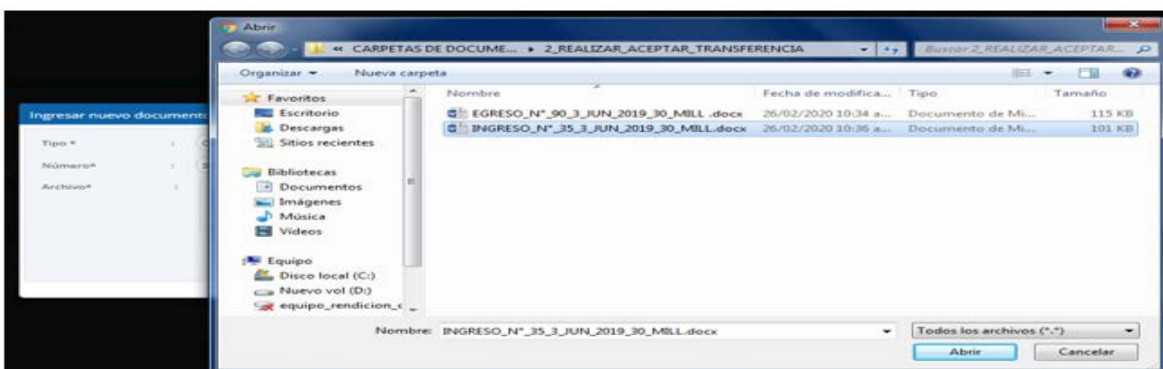 Abrir
« CARPETAS DE DOCUME... ▸ 2_REALIZAR_ACEPTAR_TRANSFERENCIA
Buscar 2_REALIZAR_ACEPTAR...
Organizar Nueva carpeta
Ingresar nuevo documento
Tipo * :
Número* :
Archivo* :
Favoritos
Escritorio
Descargas
Sitios recientes
Bibliotecas
Documentos
Imágenes
Música
Vídeos
Equipo
Disco local (C:)
Nuevo vol (D:)
equipo_rendicion_c
Nombre Fecha de modifica... Tipo Tamaño
EGRESO_N°_90_3_JUN_2019_30_MILL .docx 26/02/2020 10:34 a... Documento de Mi... 115 KB
INGRESO_N°_35_3_JUN_2019_30_MILL.docx 26/02/2020 10:36 a... Documento de Mi... 101 KB
Nombre: INGRESO_N°_35_3_JUN_2019_30_MILL.docx Todos los archivos (*.*)
Abrir Cancelar